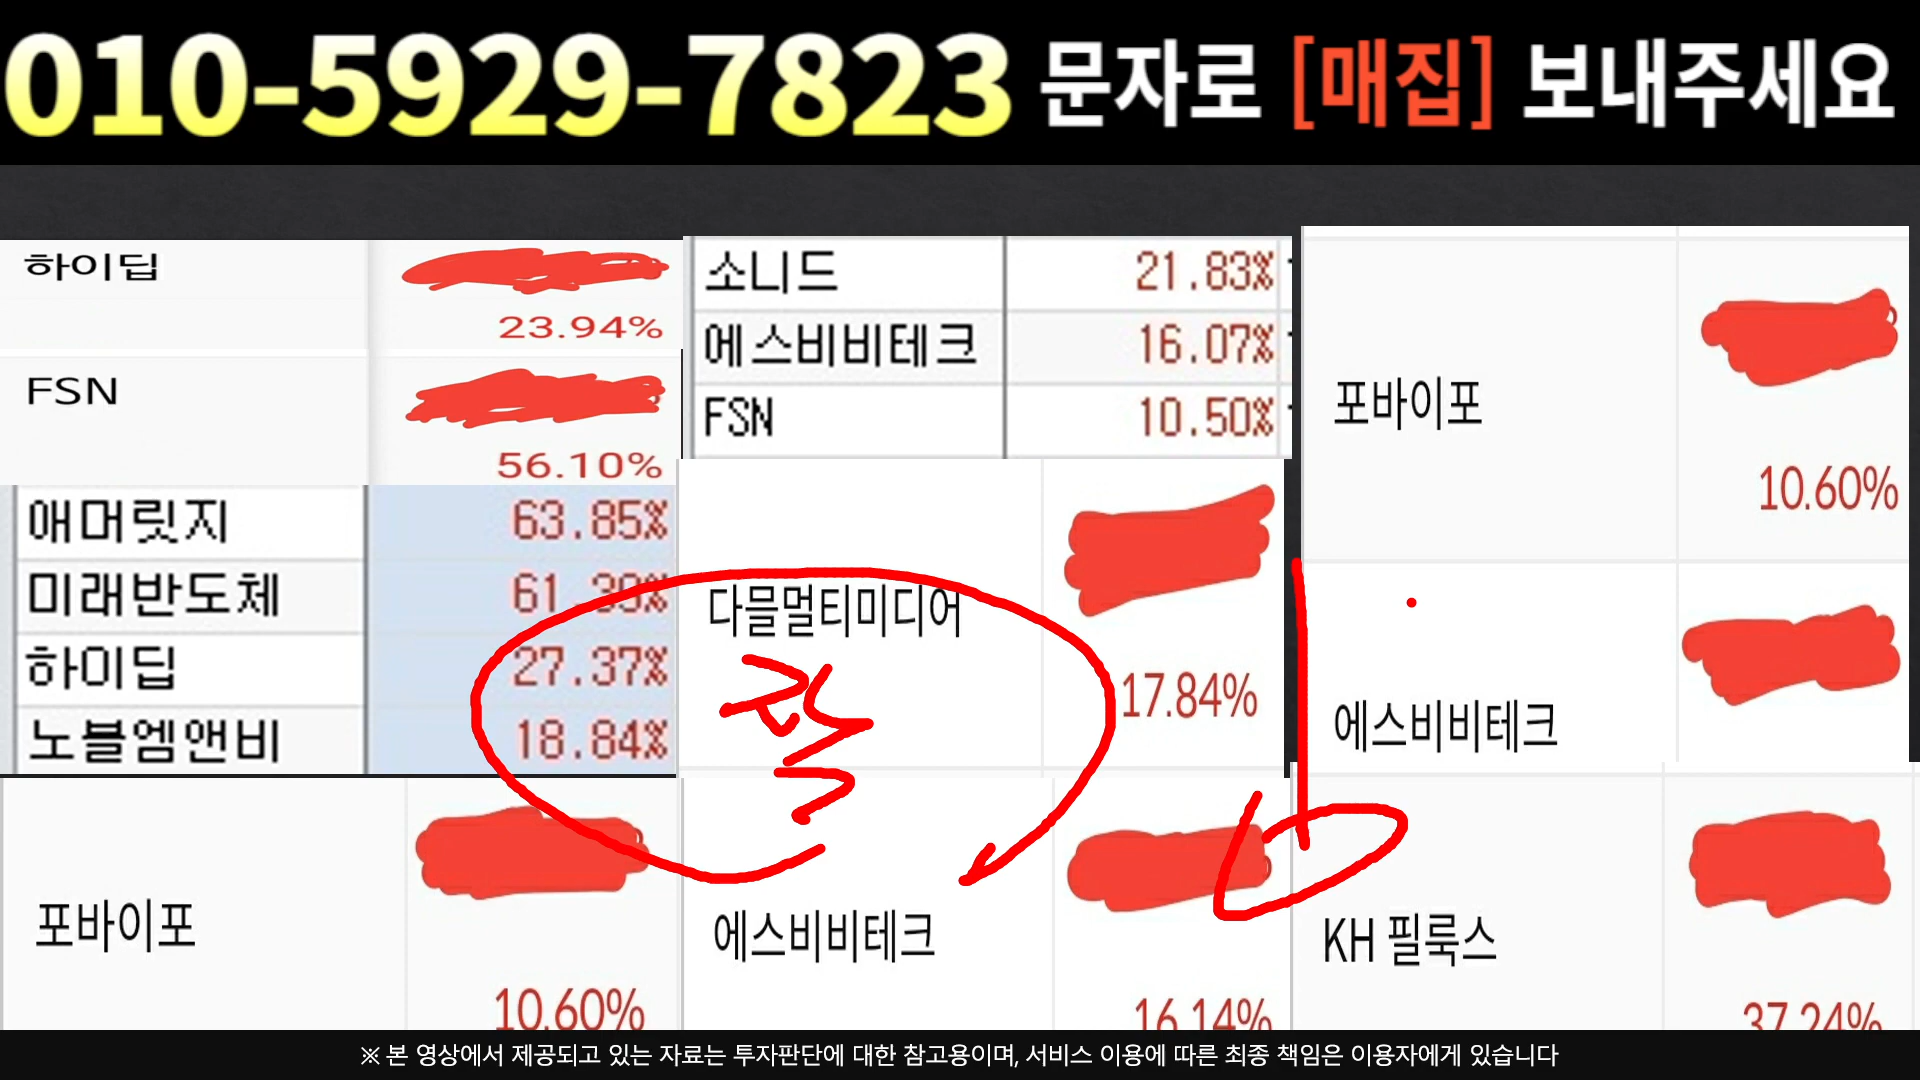 010-5929-7823 문자로 [매집] 보내주세요
하이딥
23.94%
FSN
56.10%
애머릿지 63.85%
미래반도체 61.39%
하이딥 27.37%
노블엠앤비 18.84%
소니드 21.83%
에스비비테크 16.07%
FSN 10.50%
다믈멀티미디어
17.84%
포바이포
10.60%
에스비비테크
포바이포
10.60%
에스비비테크
16.14%
KH 필룩스
37.24%
※ 본 영상에서 제공되고 있는 자료는 투자판단에 대한 참고용이며, 서비스 이용에 따른 최종 책임은 이용자에게 있습니다